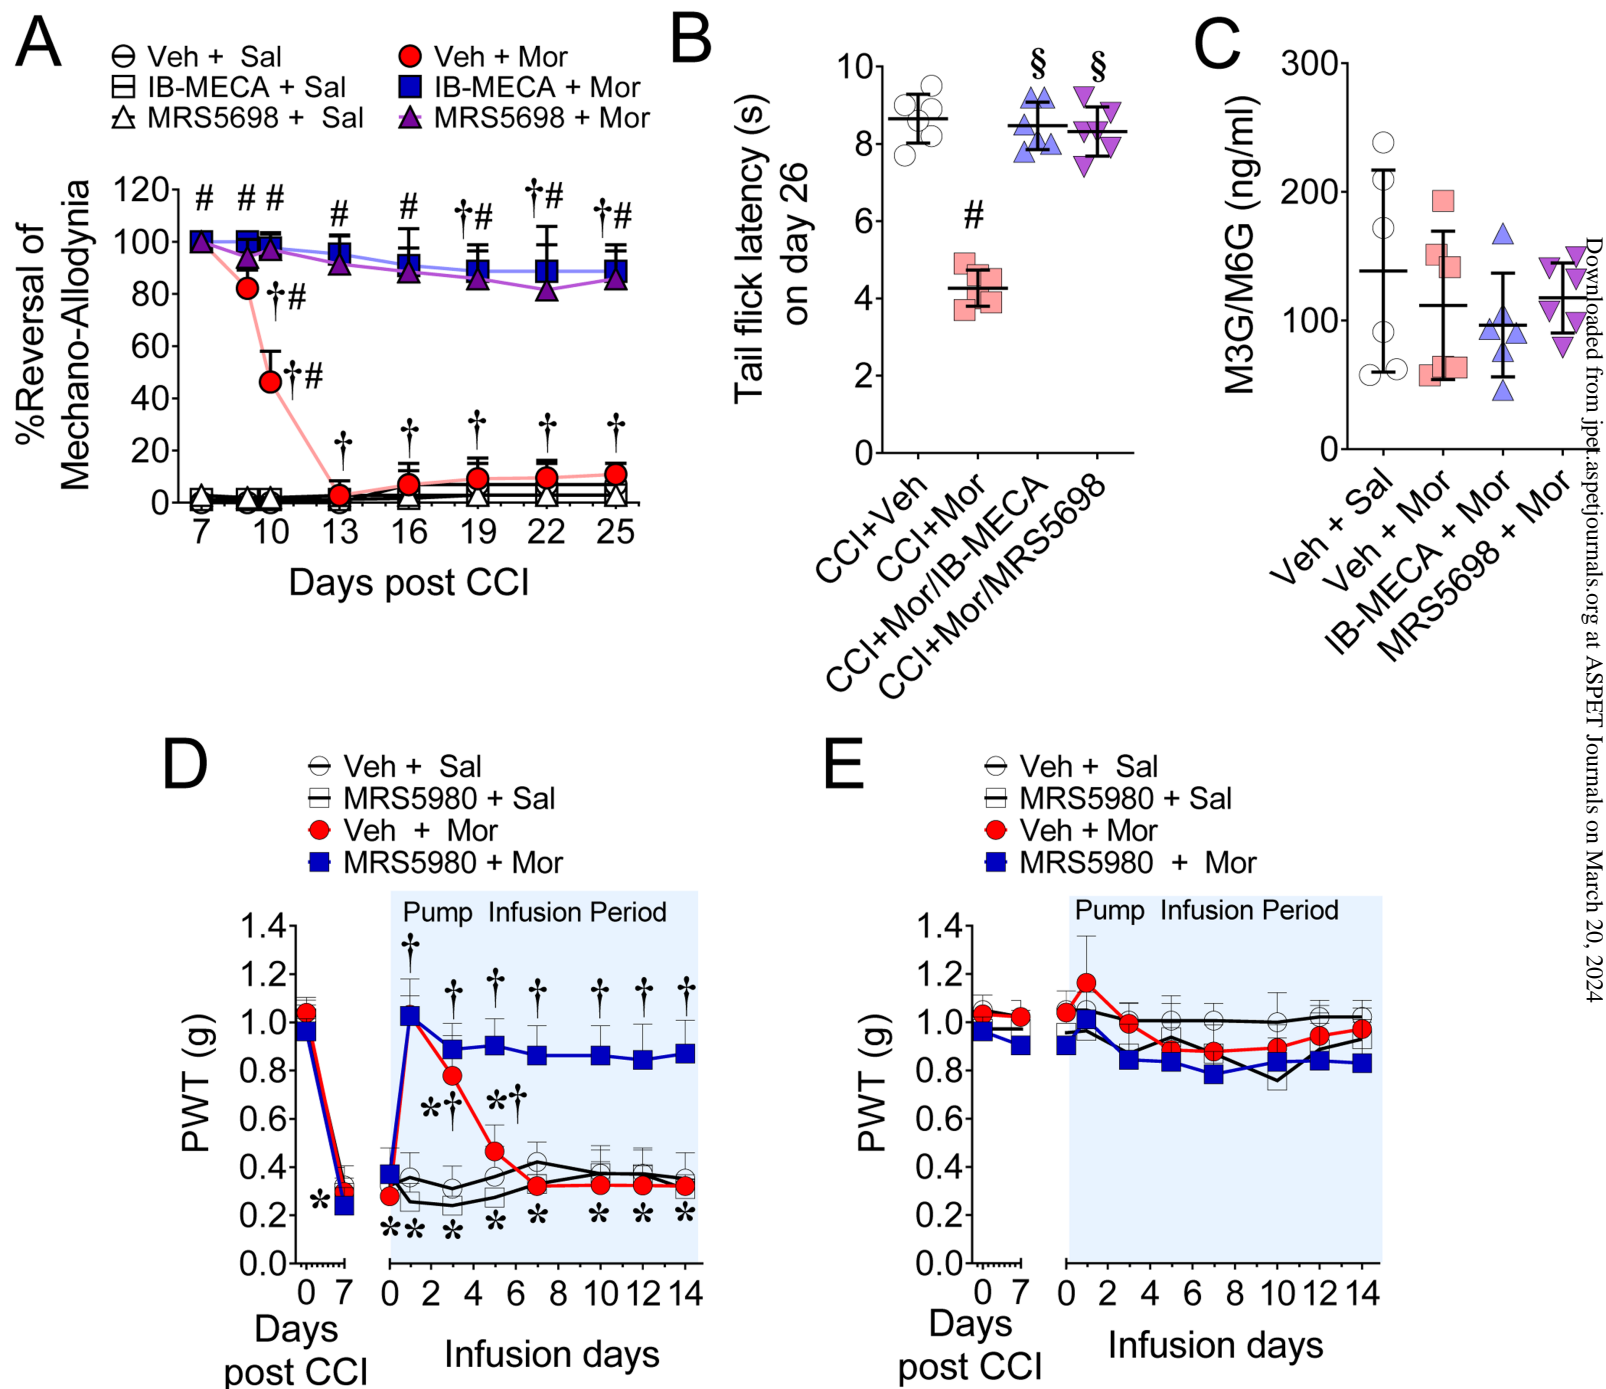 A
Veh + Sal
Veh + Mor
IB-MECA + Sal
IB-MECA + Mor
MRS5698 + Sal
MRS5698 + Mor
%Reversal of
Mechano-Allodynia
120
100
80
60
40
20
0
# # # # # †# †# †#
†#
†#
† † † † †
7 10 13 16 19 22 25
Days post CCI
B
Tail flick latency (s)
on day 26
10
8
6
4
2
0
#
§ §
CCI+Veh
CCI+Mor
CCI+Mor/IB-MECA
CCI+Mor/MRS5698
C
M3G/M6G (ng/ml)
300
200
100
0
Veh + Sal
Veh + Mor
IB-MECA + Mor
MRS5698 + Mor
D
Veh + Sal
MRS5980 + Sal
Veh + Mor
MRS5980 + Mor
Pump Infusion Period
PWT (g)
1.4
1.2
1.0
0.8
0.6
0.4
0.2
0.0
† † † † † † †
*† *†
*
* * * * * * * *
0 7
Days
post CCI
0 2 4 6 8 10 12 14
Infusion days
E
Veh + Sal
MRS5980 + Sal
Veh + Mor
MRS5980 + Mor
Pump Infusion Period
PWT (g)
1.4
1.2
1.0
0.8
0.6
0.4
0.2
0.0
0 7
Days
post CCI
0 2 4 6 8 10 12 14
Infusion days
Downloaded from jpet.aspetjournals.org at ASPET Journals on March 20, 2024